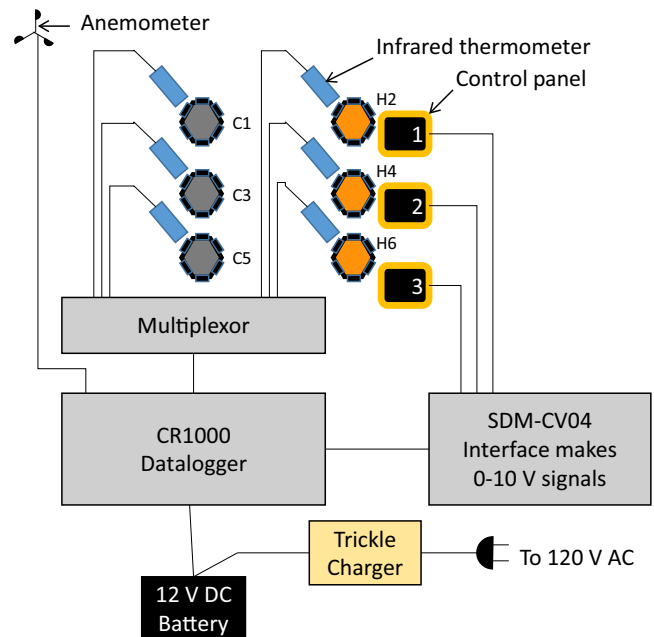 Anemometer
Infrared thermometer
Control panel
C1
H2
1
C3
H4
2
C5
H6
3
Multiplexor
CR1000
Datalogger
SDM-CV04
Interface makes
0-10 V signals
Trickle
Charger
To 120 V AC
12 V DC
Battery